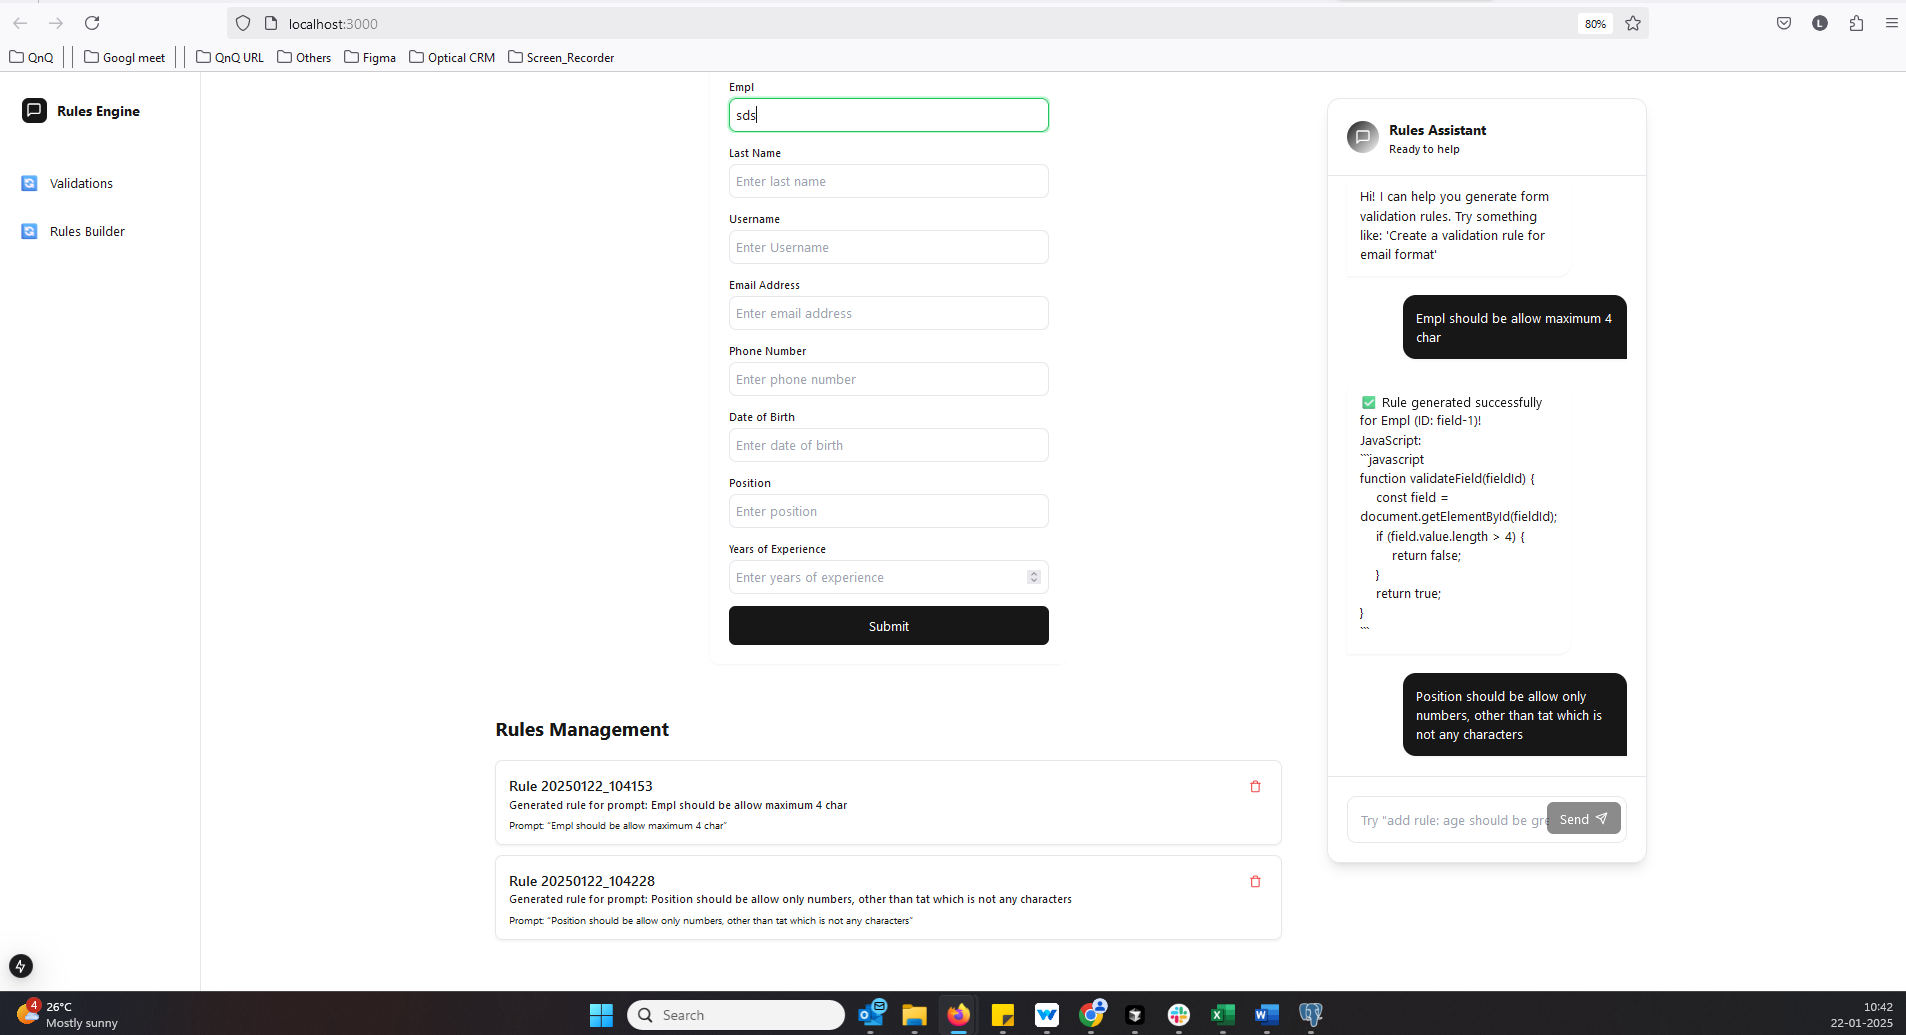 localhost:3000
80%
L
QnQ
Googl meet
QnQ URL
Others
Figma
Optical CRM
Screen_Recorder
Rules Engine
Validations
Rules Builder
Empl
sds
Last Name
Enter last name
Username
Enter Username
Email Address
Enter email address
Phone Number
Enter phone number
Date of Birth
Enter date of birth
Position
Enter position
Years of Experience
Enter years of experience
Submit
Rules Management
Rule 20250122_104153
Generated rule for prompt: Empl should be allow maximum 4 char
Prompt: "Empl should be allow maximum 4 char"
Rule 20250122_104228
Generated rule for prompt: Position should be allow only numbers, other than tat which is not any characters
Prompt: "Position should be allow only numbers, other than tat which is not any characters"
Rules Assistant
Ready to help
Hi! I can help you generate form
validation rules. Try something
like: 'Create a validation rule for
email format'
Empl should be allow maximum 4
char
✅ Rule generated successfully
for Empl (ID: field-1)!
JavaScript:
```javascript
function validateField(fieldId) {
const field =
document.getElementById(fieldId);
if (field.value.length > 4) {
return false;
}
return true;
}
```
Position should be allow only
numbers, other than tat which is
not any characters
Try "add rule: age should be gre
Send
4
26°C
Mostly sunny
Search
10:42
22-01-2025